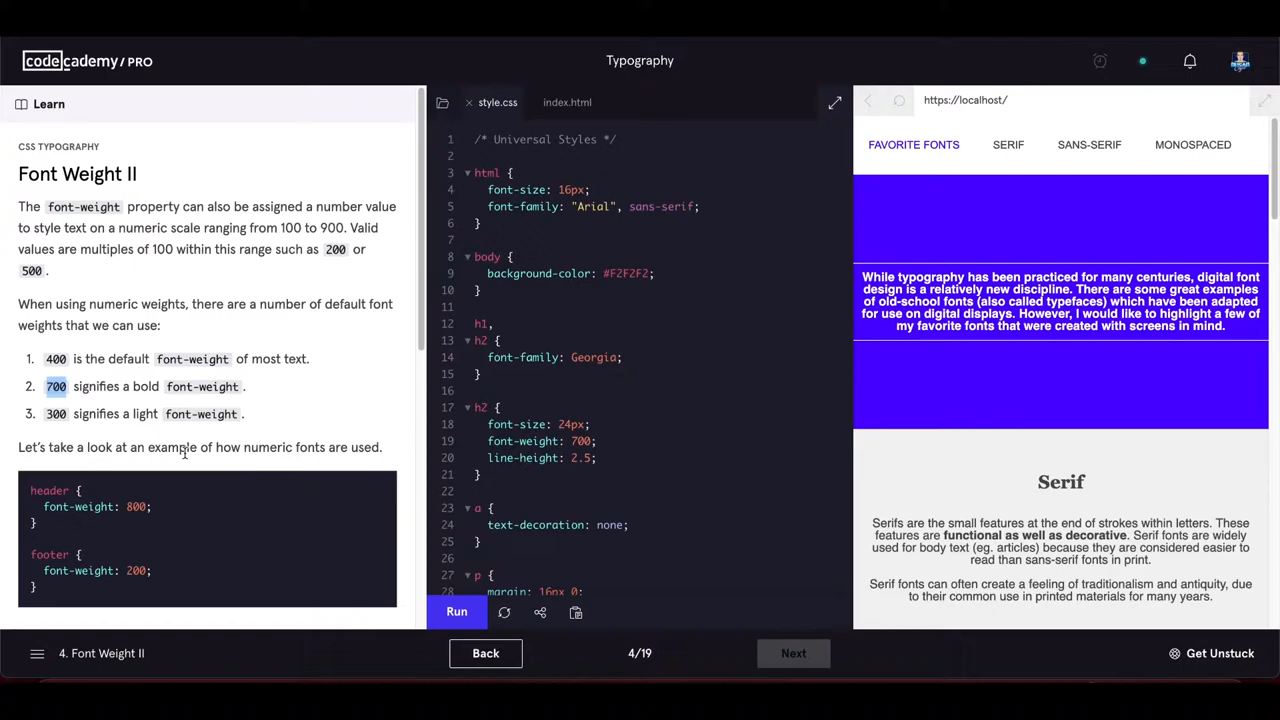 codecademy / PRO
Typography
Learn
style.css
index.html
https://localhost/
CSS TYPOGRAPHY
Font Weight II
The font-weight property can also be assigned a number value
to style text on a numeric scale ranging from 100 to 900. Valid
values are multiples of 100 within this range such as 200 or
500.
When using numeric weights, there are a number of default font
weights that we can use:
1. 400 is the default font-weight of most text.
2. 700 signifies a bold font-weight.
3. 300 signifies a light font-weight.
Let's take a look at an example of how numeric fonts are used.
header {
font-weight: 800;
}
footer {
font-weight: 200;
}
1 /* Universal Styles */
2
3 html {
4 font-size: 16px;
5 font-family: "Arial", sans-serif;
6 }
7
8 body {
9 background-color: #F2F2F2;
10 }
11
12 h1,
13 h2 {
14 font-family: Georgia;
15 }
16
17 h2 {
18 font-size: 24px;
19 font-weight: 700;
20 line-height: 2.5;
21 }
22
23 a {
24 text-decoration: none;
25 }
26
27 p {
28 margin: 16px 0;
Run
FAVORITE FONTS
SERIF
SANS-SERIF
MONOSPACED
While typography has been practiced for many centuries, digital font
design is a relatively new discipline. There are some great examples
of old-school fonts (also called typefaces) which have been adapted
for use on digital displays. However, I would like to highlight a few of
my favorite fonts that were created with screens in mind.
Serif
Serifs are the small features at the end of strokes within letters. These
features are functional as well as decorative. Serif fonts are widely
used for body text (eg. articles) because they are considered easier to
read than sans-serif fonts in print.
Serif fonts can often create a feeling of traditionalism and antiquity, due
to their common use in printed materials for many years.
4. Font Weight II
Back
4/19
Next
Get Unstuck